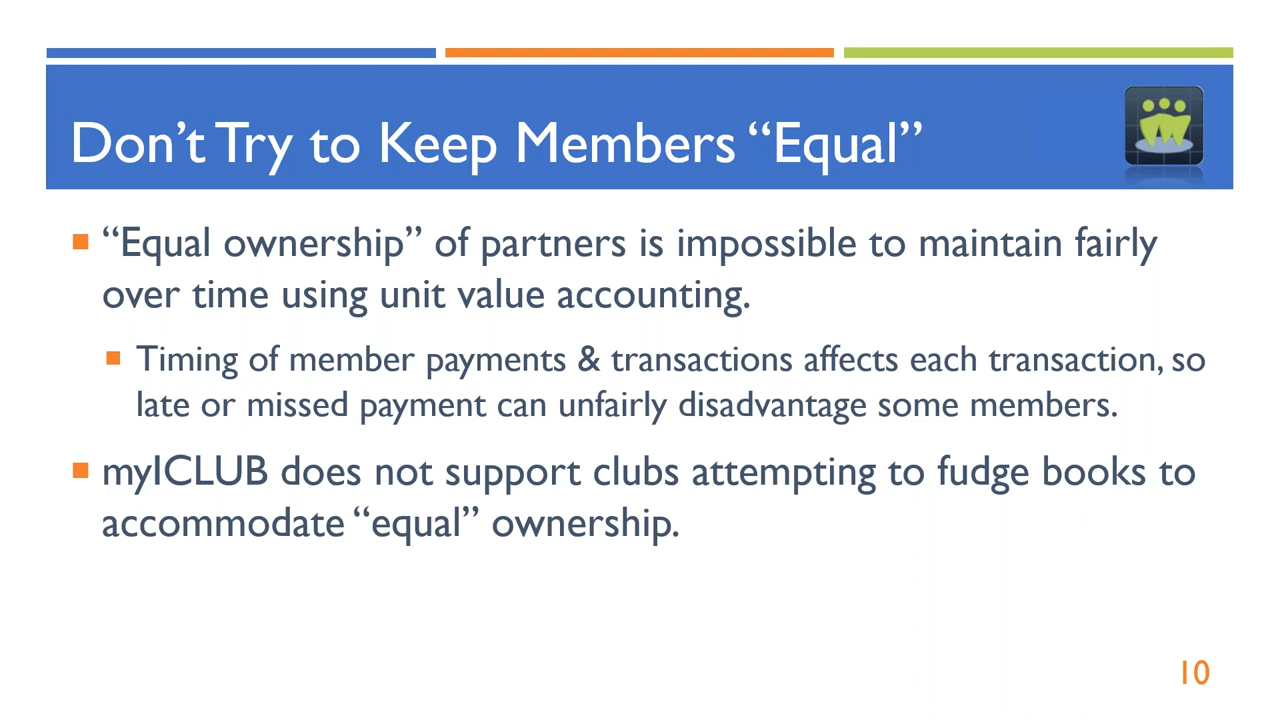 Don’t Try to Keep Members “Equal”
“Equal ownership” of partners is impossible to maintain fairly
over time using unit value accounting.
Timing of member payments & transactions affects each transaction, so
late or missed payment can unfairly disadvantage some members.
myICLUB does not support clubs attempting to fudge books to
accommodate “equal” ownership.
10